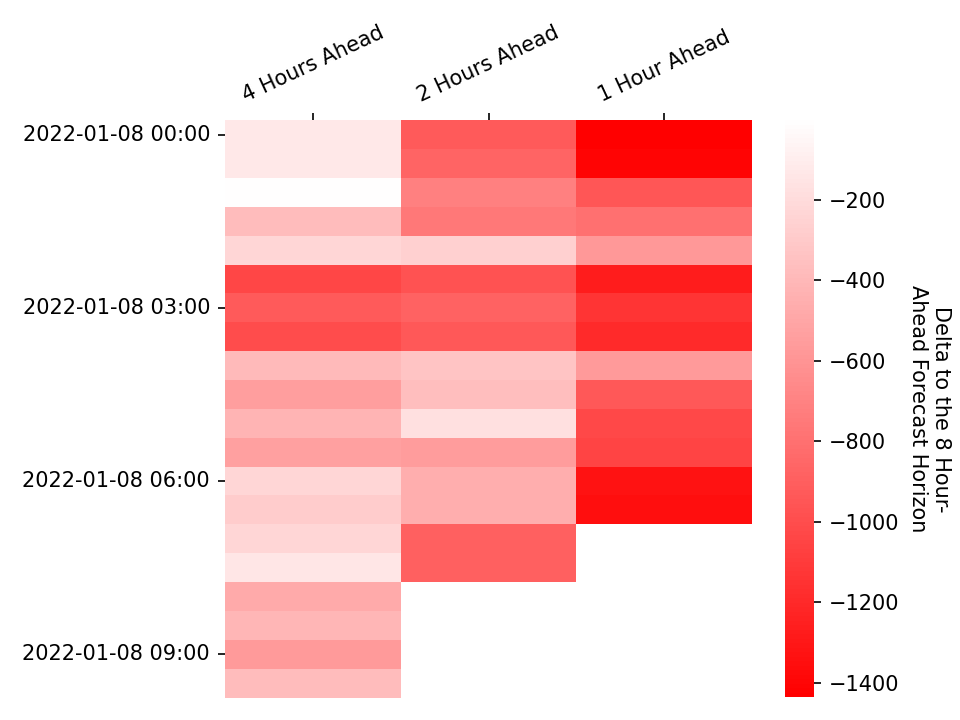 4 Hours Ahead
2 Hours Ahead
1 Hour Ahead
2022-01-08 00:00
2022-01-08 03:00
2022-01-08 06:00
2022-01-08 09:00
−200
−400
−600
−800
−1000
−1200
−1400
Delta to the 8 Hour-
Ahead Forecast Horizon